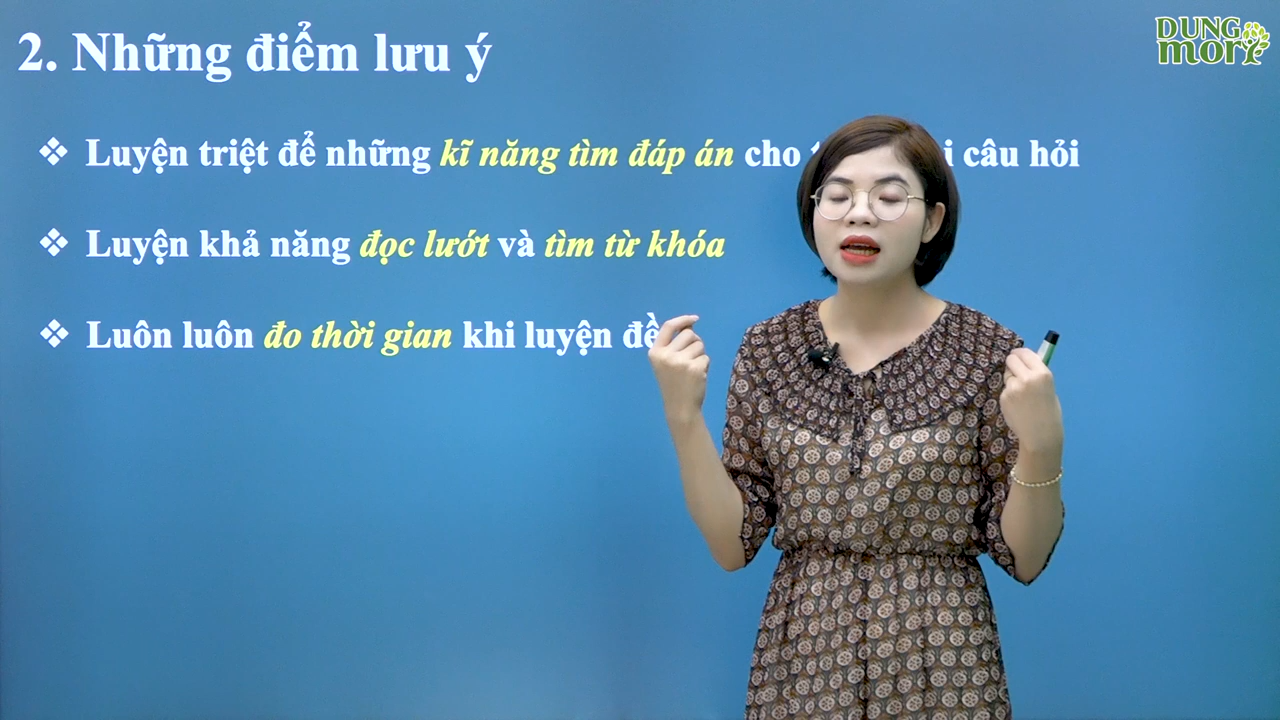 2. Những điểm lưu ý
DUNG
mori
❖ Luyện triệt để những kĩ năng tìm đáp án cho câu hỏi
❖ Luyện khả năng đọc lướt và tìm từ khóa
❖ Luôn luôn đo thời gian khi luyện đề